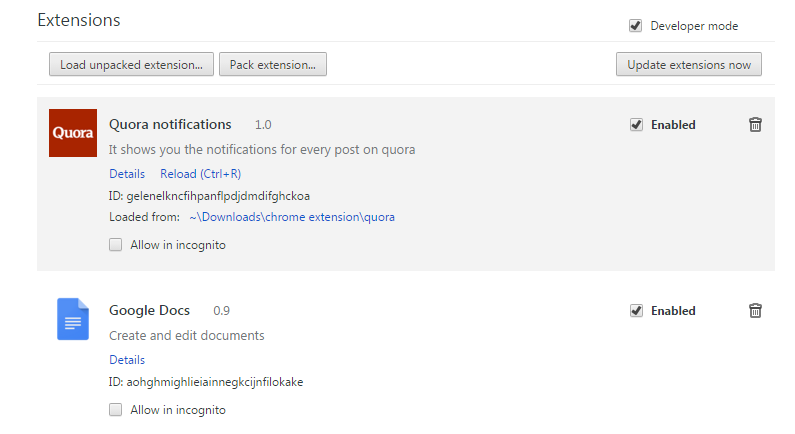 Extensions
Developer mode
Load unpacked extension... Pack extension... Update extensions now
Quora
Quora notifications 1.0 Enabled
It shows you the notifications for every post on quora
Details Reload (Ctrl+R)
ID: gelenelkncfihpanflpdjdmdifghckoa
Loaded from: ~\Downloads\chrome extension\quora
Allow in incognito
Google Docs 0.9 Enabled
Create and edit documents
Details
ID: aohghmighlieiainnegkcijnfilokake
Allow in incognito